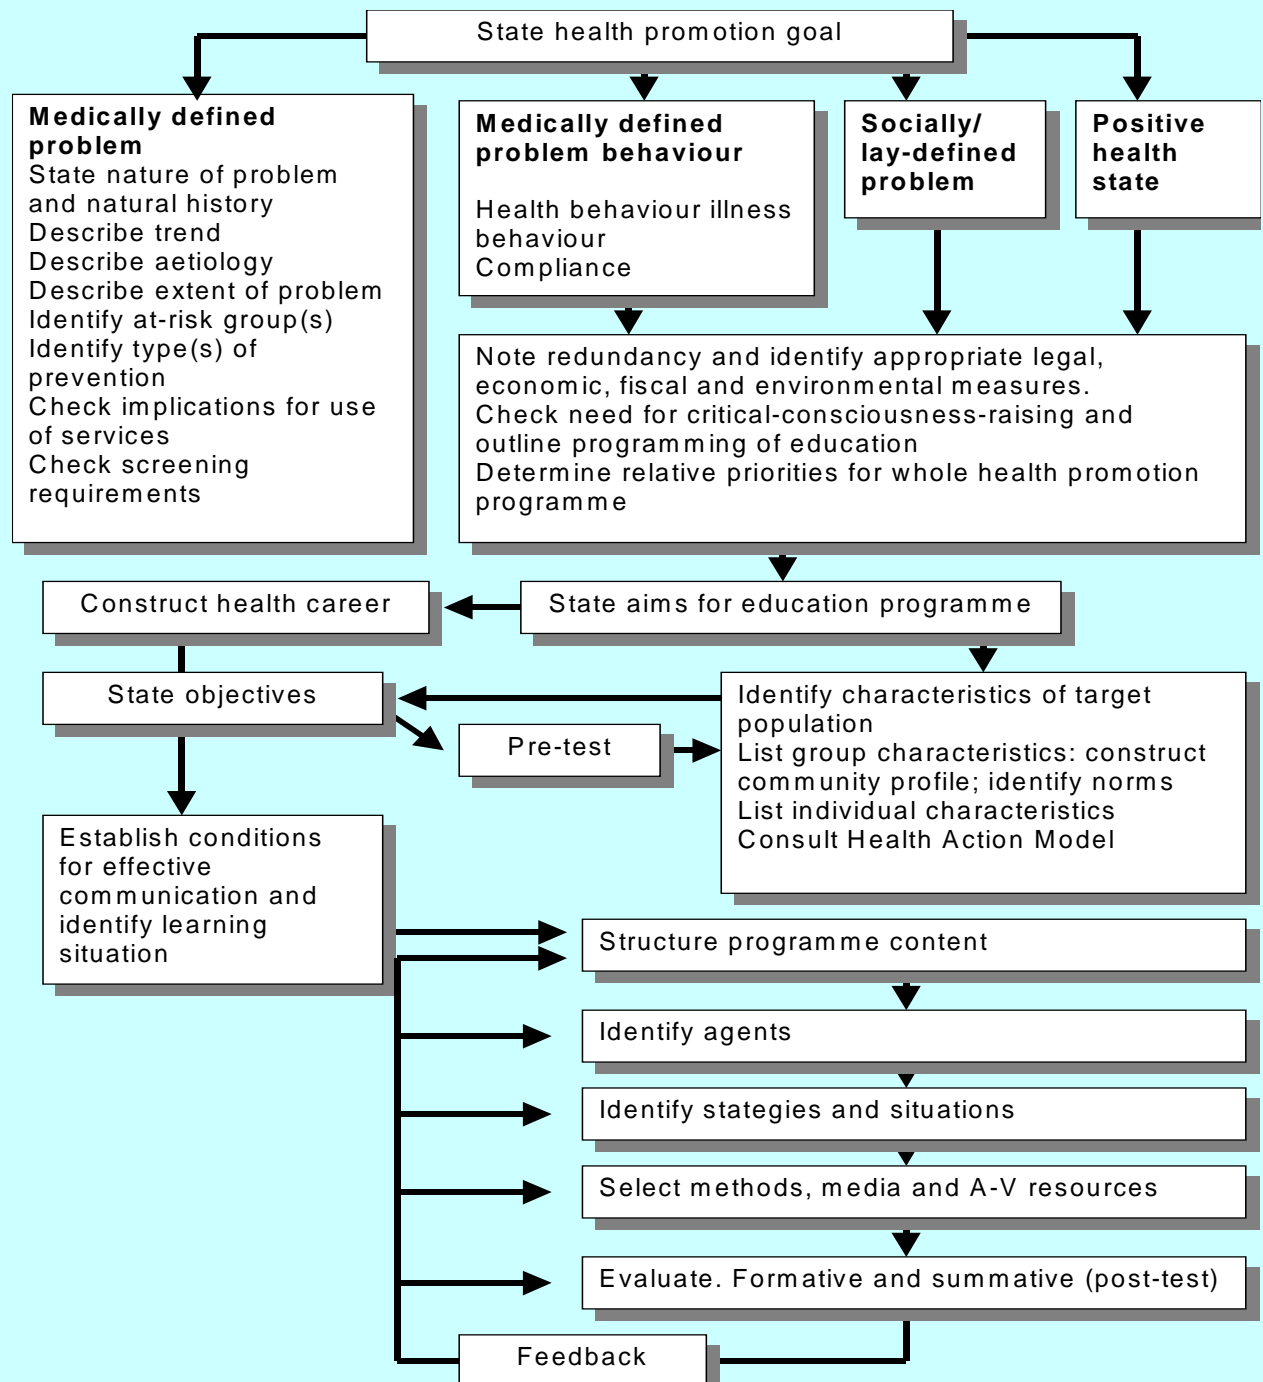 State health promotion goal
Medically defined
problem
State nature of problem
and natural history
Describe trend
Describe aetiology
Describe extent of problem
Identify at-risk group(s)
Identify type(s) of
prevention
Check implications for use
of services
Check screening
requirements
Medically defined
problem behaviour
Health behaviour illness
behaviour
Compliance
Socially/
lay-defined
problem
Positive
health
state
Note redundancy and identify appropriate legal,
economic, fiscal and environmental measures.
Check need for critical-consciousness-raising and
outline programming of education
Determine relative priorities for whole health promotion
programme
Construct health career
State aims for education programme
State objectives
Pre-test
Identify characteristics of target
population
List group characteristics: construct
community profile; identify norms
List individual characteristics
Consult Health Action Model
Establish conditions
for effective
communication and
identify learning
situation
Structure programme content
Identify agents
Identify stategies and situations
Select methods, media and A-V resources
Evaluate. Formative and summative (post-test)
Feedback